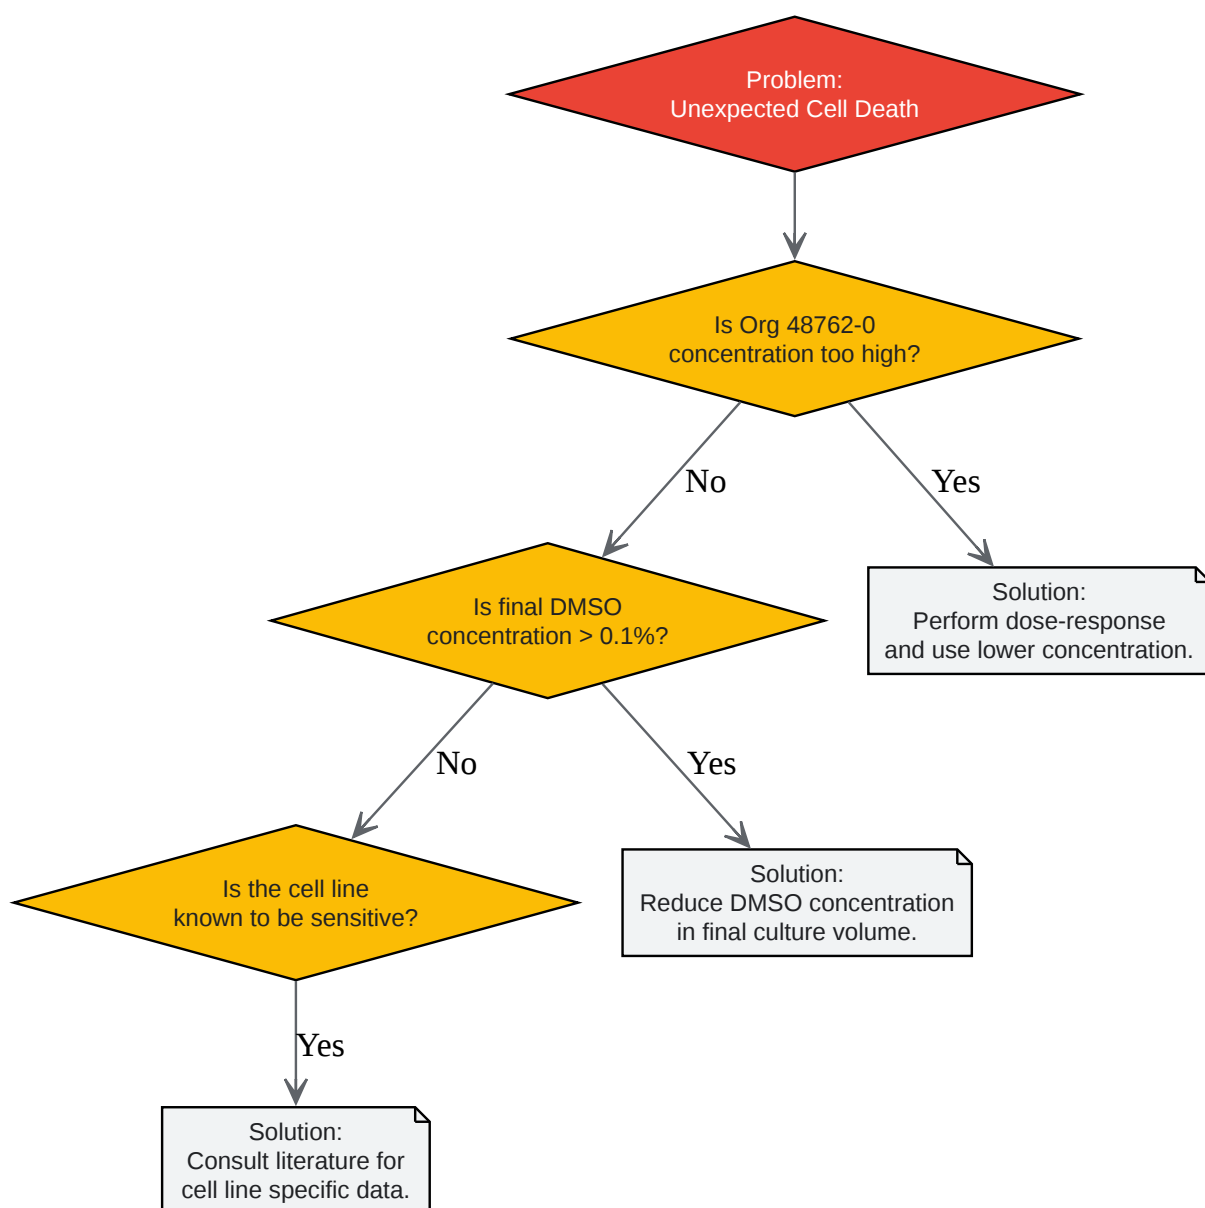 Problem:
Unexpected Cell Death
Is Org 48762-0
concentration too high?
No
Yes
Is final DMSO
concentration > 0.1%?
Solution:
Perform dose-response
and use lower concentration.
No
Yes
Is the cell line
known to be sensitive?
Solution:
Reduce DMSO concentration
in final culture volume.
Yes
Solution:
Consult literature for
cell line specific data.